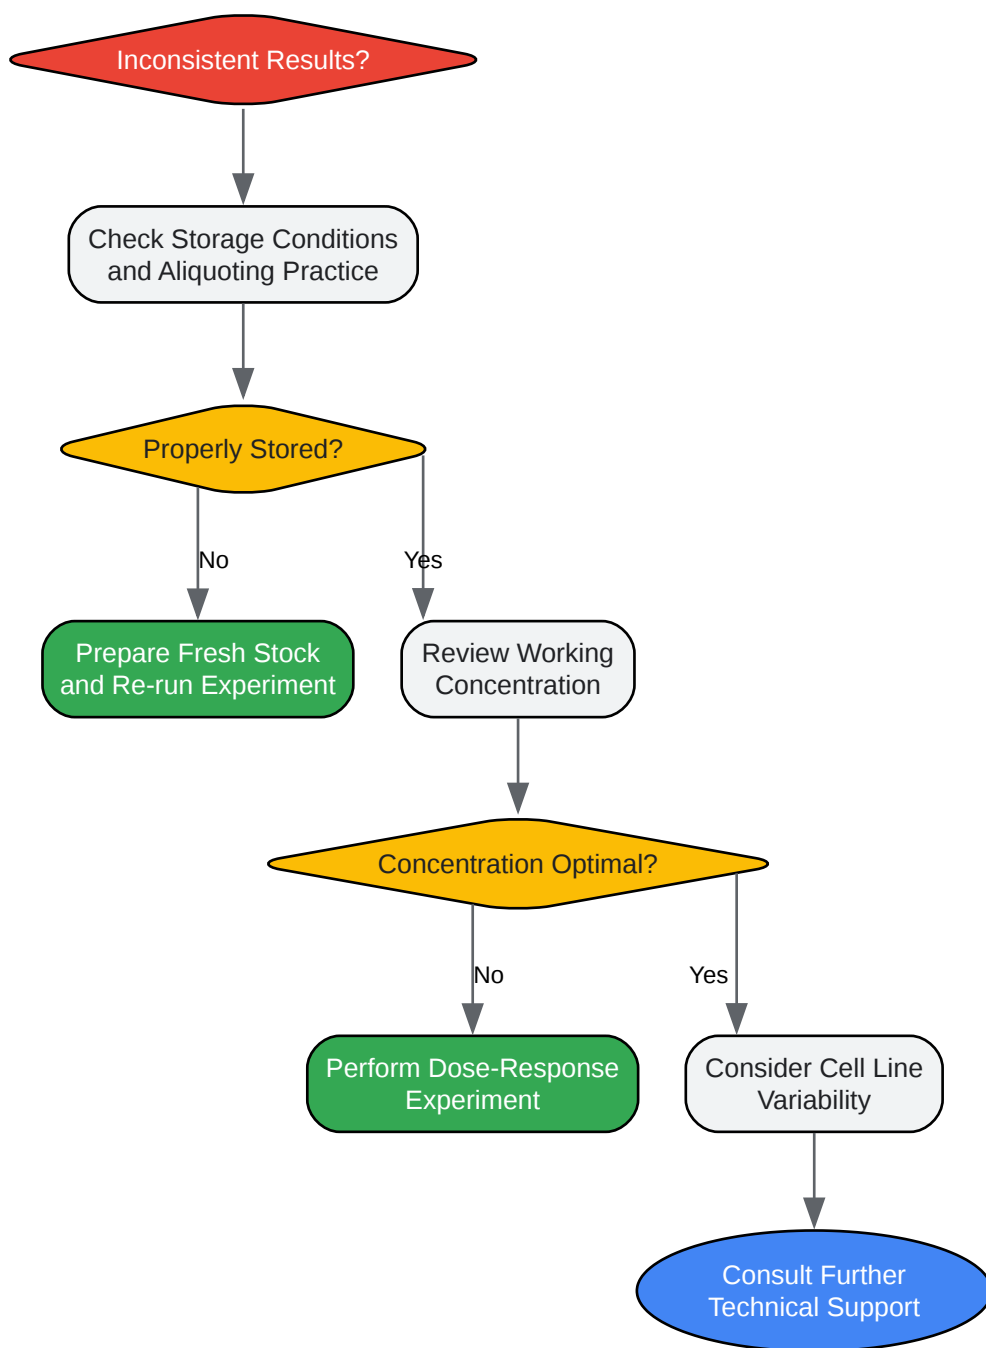 Inconsistent Results?
Check Storage Conditions
and Aliquoting Practice
Properly Stored?
No
Yes
Prepare Fresh Stock
and Re-run Experiment
Review Working
Concentration
Concentration Optimal?
No
Yes
Perform Dose-Response
Experiment
Consider Cell Line
Variability
Consult Further
Technical Support